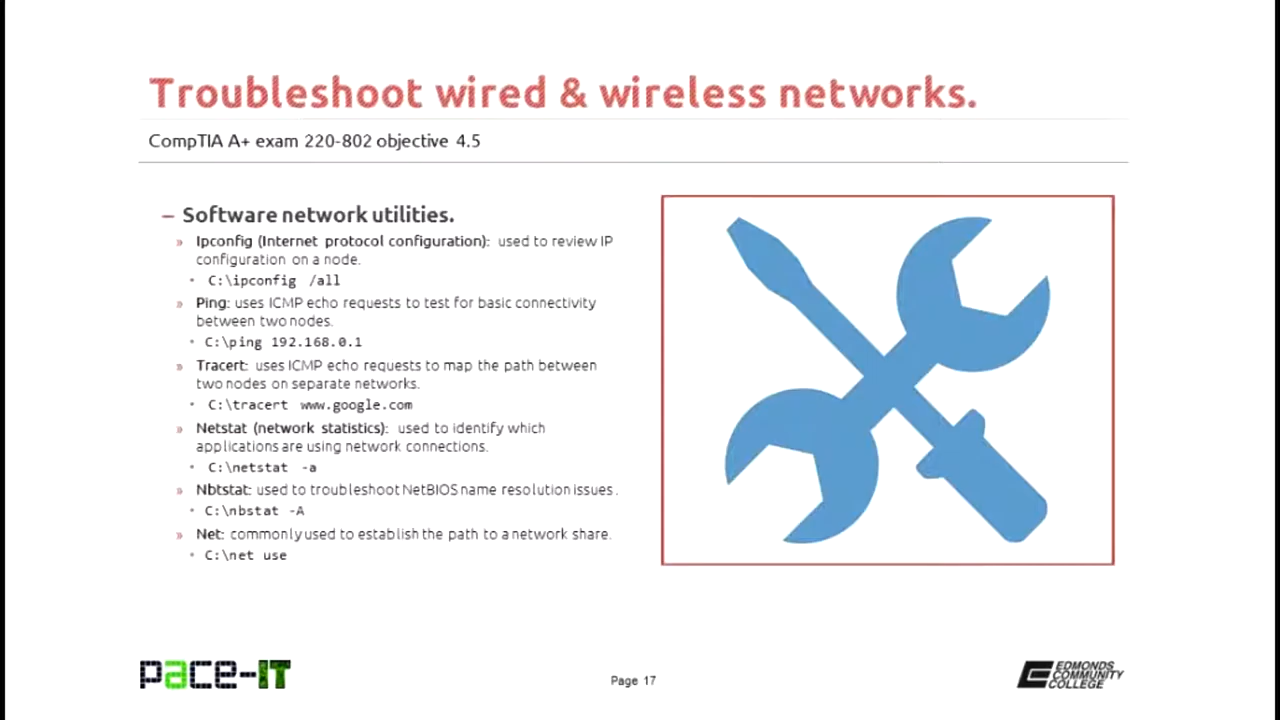 Troubleshoot wired & wireless networks.
CompTIA A+ exam 220-802 objective 4.5
– Software network utilities.
» Ipconfig (Internet protocol configuration): used to review IP
configuration on a node.
• C:\ipconfig /all
» Ping: uses ICMP echo requests to test for basic connectivity
between two nodes.
• C:\ping 192.168.0.1
» Tracert: uses ICMP echo requests to map the path between
two nodes on separate networks.
• C:\tracert www.google.com
» Netstat (network statistics): used to identify which
applications are using network connections.
• C:\netstat -a
» Nbtstat: used to troubleshoot NetBIOS name resolution issues.
• C:\nbstat -A
» Net: commonly used to establish the path to a network share.
• C:\net use
pace-IT
Page 17
EDMONDS
COMMUNITY
COLLEGE